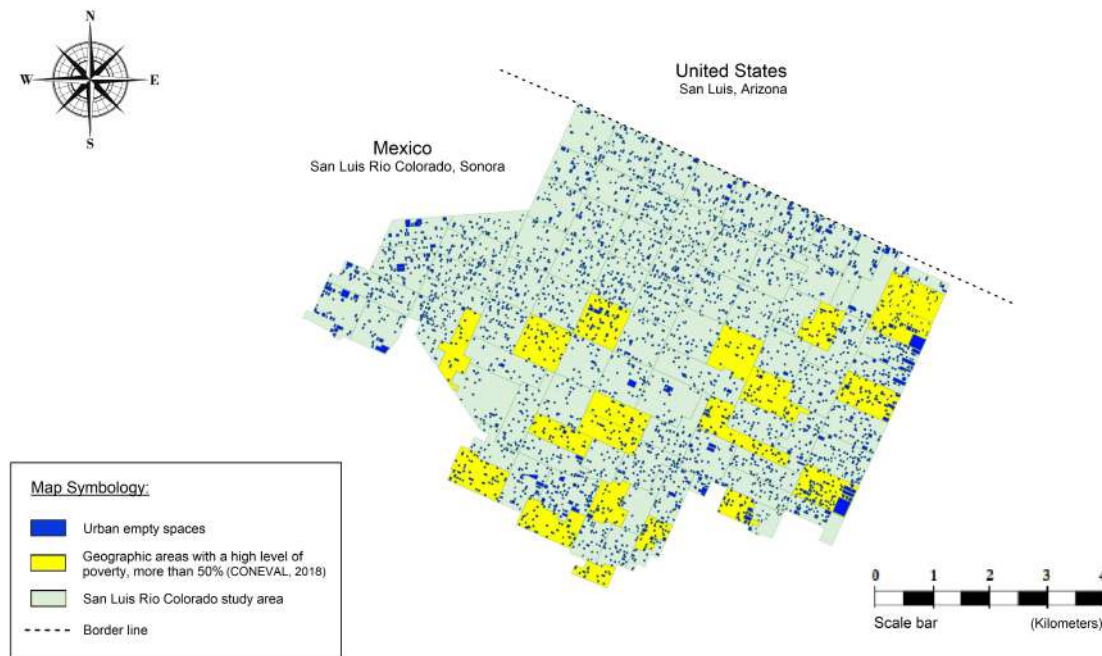 N
W E
S
United States
San Luis, Arizona
Mexico
San Luis Rio Colorado, Sonora
Map Symbology:
Urban empty spaces
Geographic areas with a high level of
poverty, more than 50% (CONEVAL, 2018)
San Luis Rio Colorado study area
Border line
0 1 2 3 4
Scale bar (Kilometers)